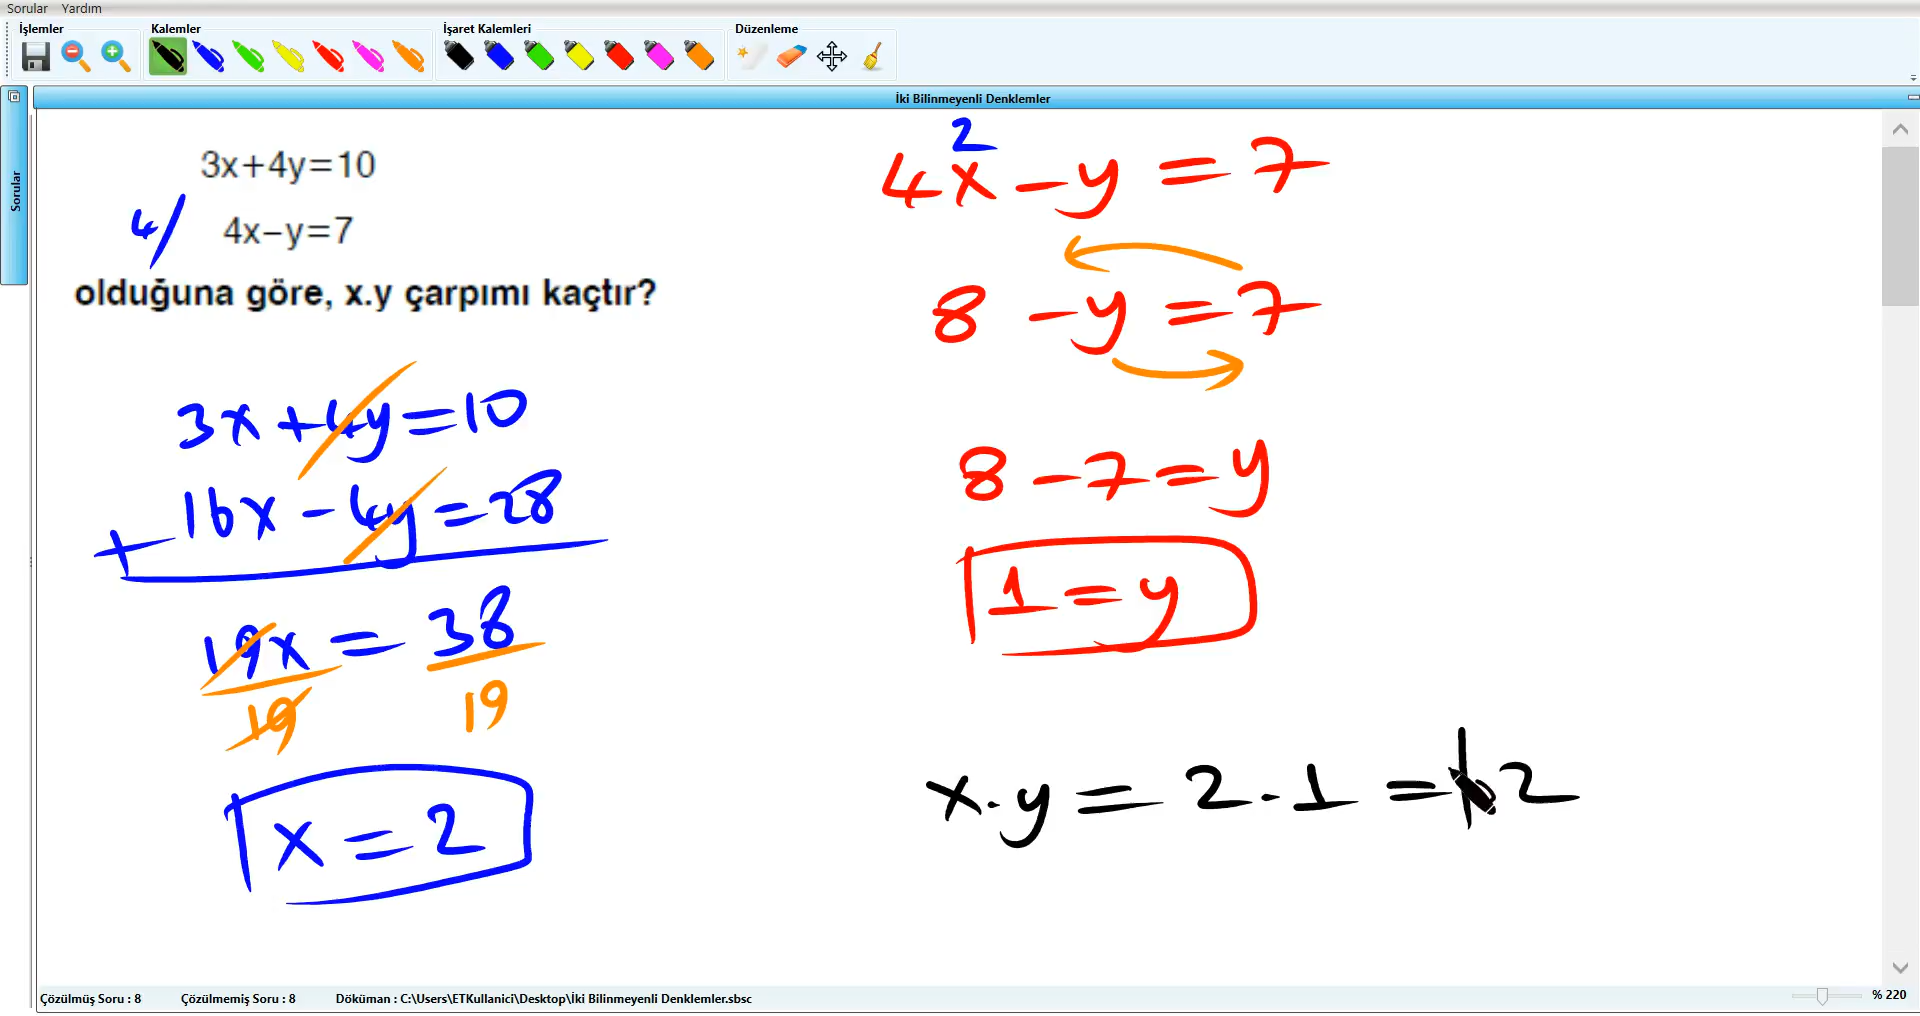 Sorular Yardım
İşlemler Kalemler İşaret Kalemleri Düzenleme
İki Bilinmeyenli Denklemler
Sorular
3x+4y=10
4/ 4x−y=7
olduğuna göre, x.y çarpımı kaçtır?
3x+4y=10
+ 16x−4y=28
19x = 38
19 19
x = 2
2
4x−y=7
8−y=7
8−7=y
1=y
x.y=2.1= 2
Çözülmüş Soru : 8 Çözülmemiş Soru : 8 Döküman : C:\Users\ETKullanici\Desktop\İki Bilinmeyenli Denklemler.sbsc % 220